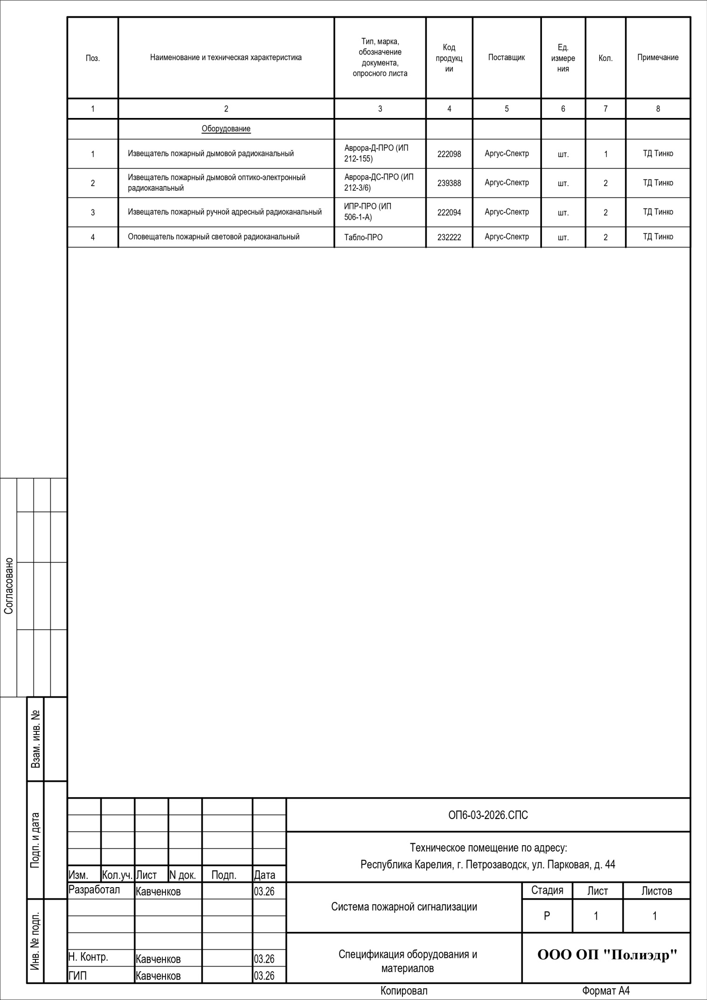 Поз.
Наименование и техническая характеристика
Тип, марка,
обозначение
документа,
опросного листа
Код
продукц
ии
Поставщик
Ед.
измере
ния
Кол.
Примечание
1 2 3 4 5 6 7 8
Оборудование
1 Извещатель пожарный дымовой радиоканальный Аврора-Д-ПРО (ИП
212-155) 222098 Аргус-Спектр шт. 1 ТД Тинко
2 Извещатель пожарный дымовой оптико-электронный
радиоканальный Аврора-ДС-ПРО (ИП
212-3/6) 239388 Аргус-Спектр шт. 2 ТД Тинко
3 Извещатель пожарный ручной адресный радиоканальный ИПР-ПРО (ИП
506-1-А) 222094 Аргус-Спектр шт. 2 ТД Тинко
4 Оповещатель пожарный световой радиоканальный Табло-ПРО 232222 Аргус-Спектр шт. 2 ТД Тинко
Согласовано
Взам. инв. №
Подп. и дата
Инв. № подп.
ОП6-03-2026.СПС
Техническое помещение по адресу:
Республика Карелия, г. Петрозаводск, ул. Парковая, д. 44
Изм. Кол.уч. Лист N док. Подп. Дата
Разработал Кавченков 03.26
Система пожарной сигнализации
Стадия Лист Листов
Р 1 1
Н. Контр. Кавченков 03.26
ГИП Кавченков 03.26
Спецификация оборудования и
материалов
ООО ОП "Полиэдр"
Копировал
Формат А4